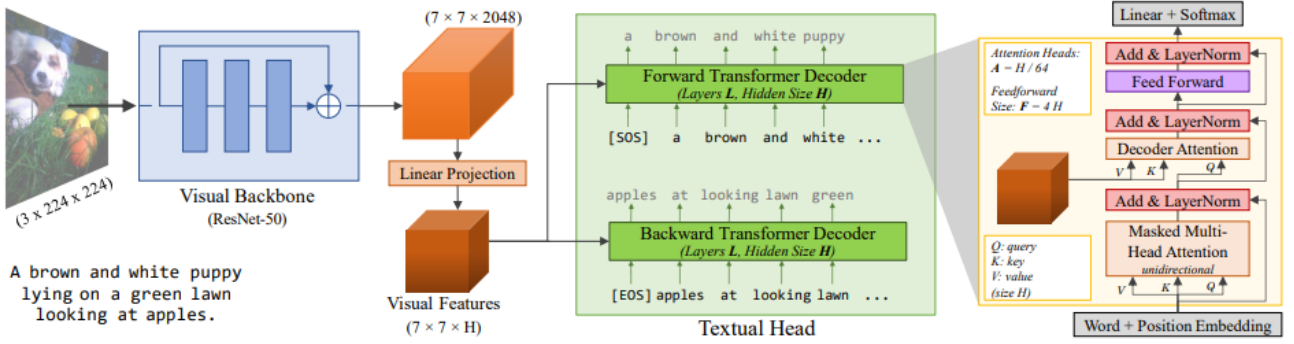 (3 x 224 x 224)
Visual Backbone
(ResNet-50)
A brown and white puppy
lying on a green lawn
looking at apples.
(7 × 7 × 2048)
Linear Projection
Visual Features
(7 × 7 × H)
a brown and white puppy
Forward Transformer Decoder
(Layers L, Hidden Size H)
[SOS] a brown and white ...
apples at looking lawn green
Backward Transformer Decoder
(Layers L, Hidden Size H)
[EOS] apples at looking lawn ...
Textual Head
Linear + Softmax
Attention Heads:
A = H / 64
Feedforward
Size: F = 4 H
Add & LayerNorm
Feed Forward
Add & LayerNorm
Decoder Attention
V K Q
Add & LayerNorm
Masked Multi-
Head Attention
unidirectional
V K Q
Q: query
K: key
V: value
(size H)
Word + Position Embedding